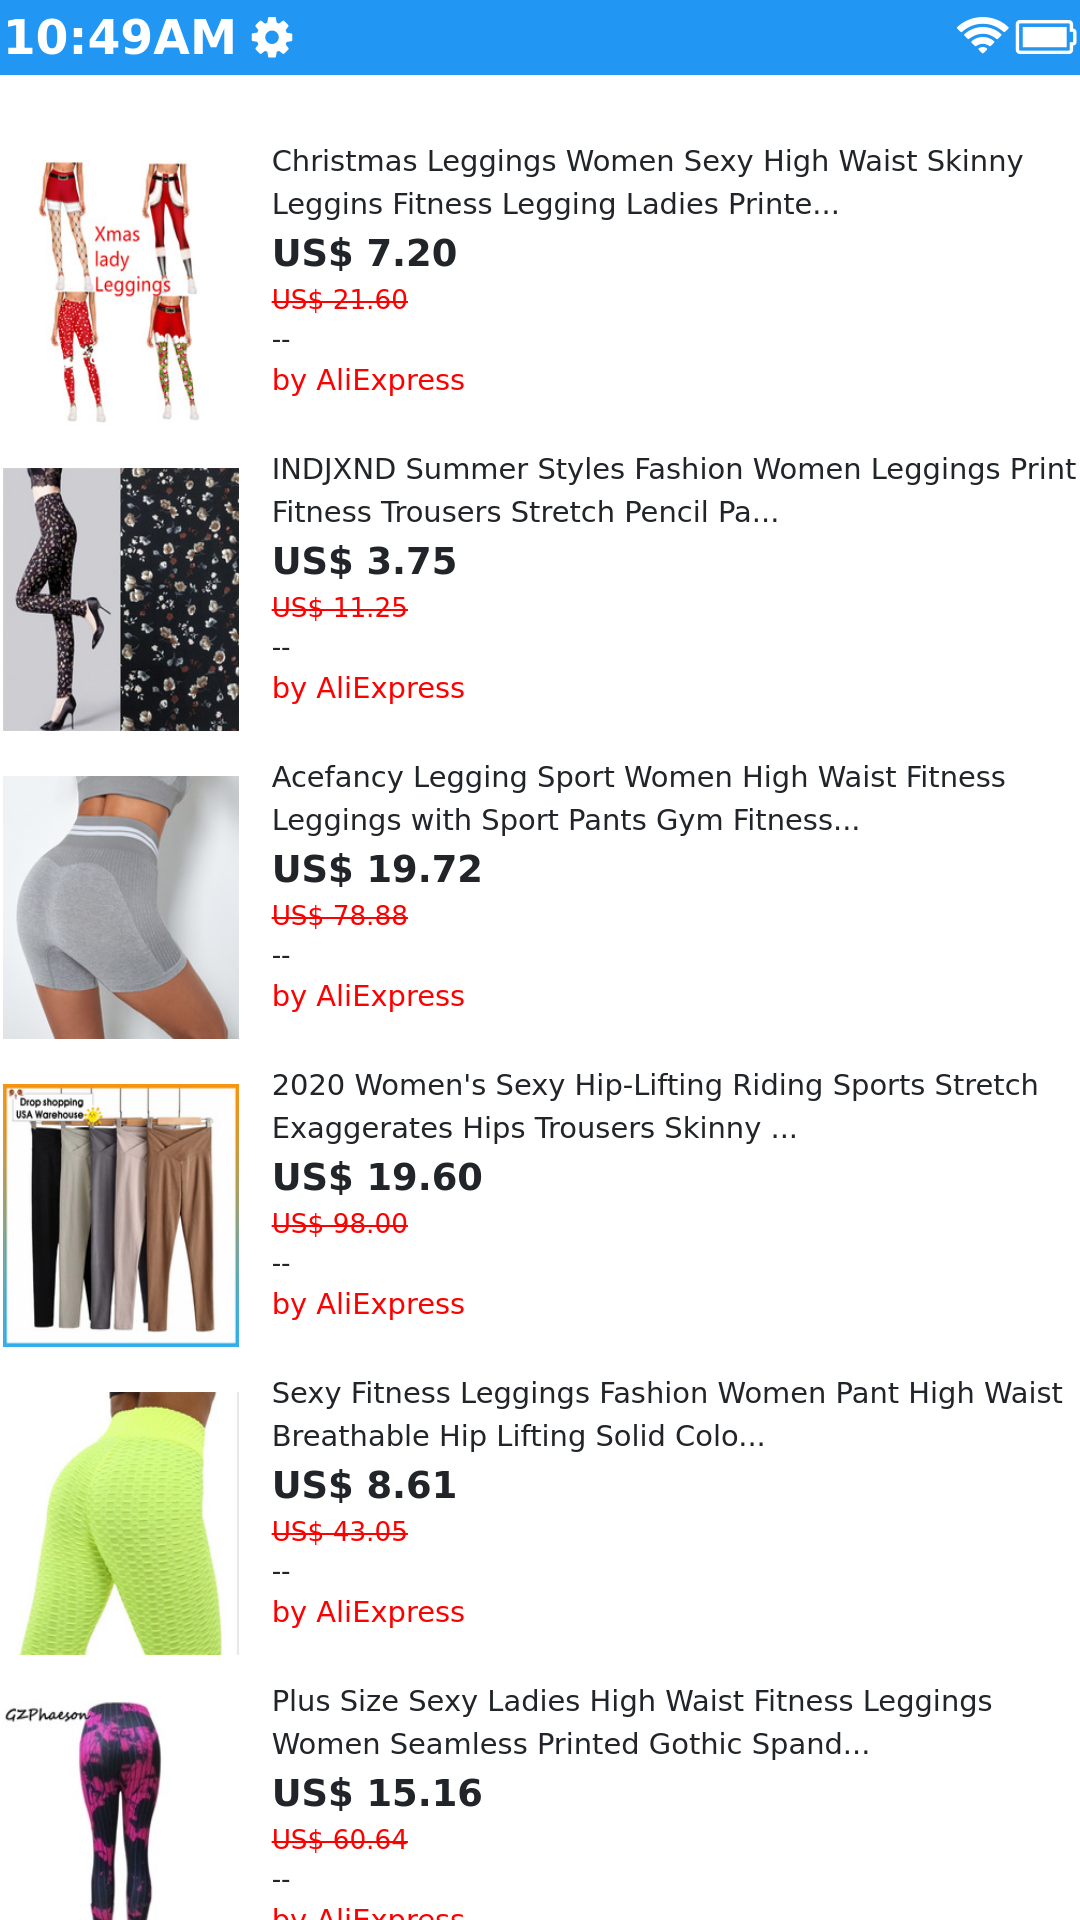 10:49AM
Christmas Leggings Women Sexy High Waist Skinny
Leggins Fitness Legging Ladies Printe...
US$ 7.20
US$ 21.60
--
by AliExpress
Xmas
lady
Leggings
INDJXND Summer Styles Fashion Women Leggings Print
Fitness Trousers Stretch Pencil Pa...
US$ 3.75
US$ 11.25
--
by AliExpress
Acefancy Legging Sport Women High Waist Fitness
Leggings with Sport Pants Gym Fitness...
US$ 19.72
US$ 78.88
--
by AliExpress
Drop shopping
USA Warehouse
2020 Women's Sexy Hip-Lifting Riding Sports Stretch
Exaggerates Hips Trousers Skinny ...
US$ 19.60
US$ 98.00
--
by AliExpress
Sexy Fitness Leggings Fashion Women Pant High Waist
Breathable Hip Lifting Solid Colo...
US$ 8.61
US$ 43.05
--
by AliExpress
GZPhaeson
Plus Size Sexy Ladies High Waist Fitness Leggings
Women Seamless Printed Gothic Spand...
US$ 15.16
US$ 60.64
--
by AliExpress